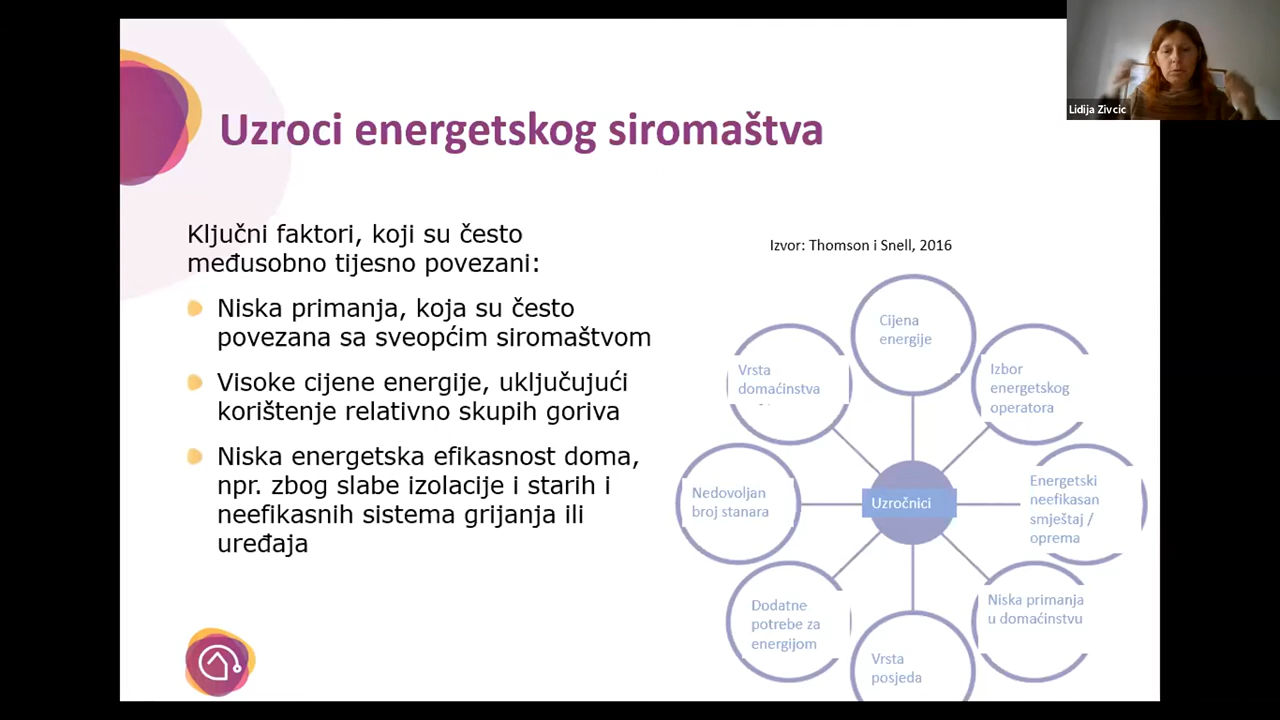 Lidija Zivcic
Uzroci energetskog siromaštva
Ključni faktori, koji su često
međusobno tijesno povezani:
Niska primanja, koja su često
povezana sa sveopćim siromaštvom
Visoke cijene energije, uključujući
korištenje relativno skupih goriva
Niska energetska efikasnost doma,
npr. zbog slabe izolacije i starih i
neefikasnih sistema grijanja ili
uređaja
Izvor: Thomson i Snell, 2016
Cijena
energije
Izbor
energetskog
operatora
Energetski
neefikasan
smještaj /
oprema
Niska primanja
u domaćinstvu
Vrsta
posjeda
Dodatne
potrebe za
energijom
Nedovoljan
broj stanara
Vrsta
domaćinstva
Uzročnici